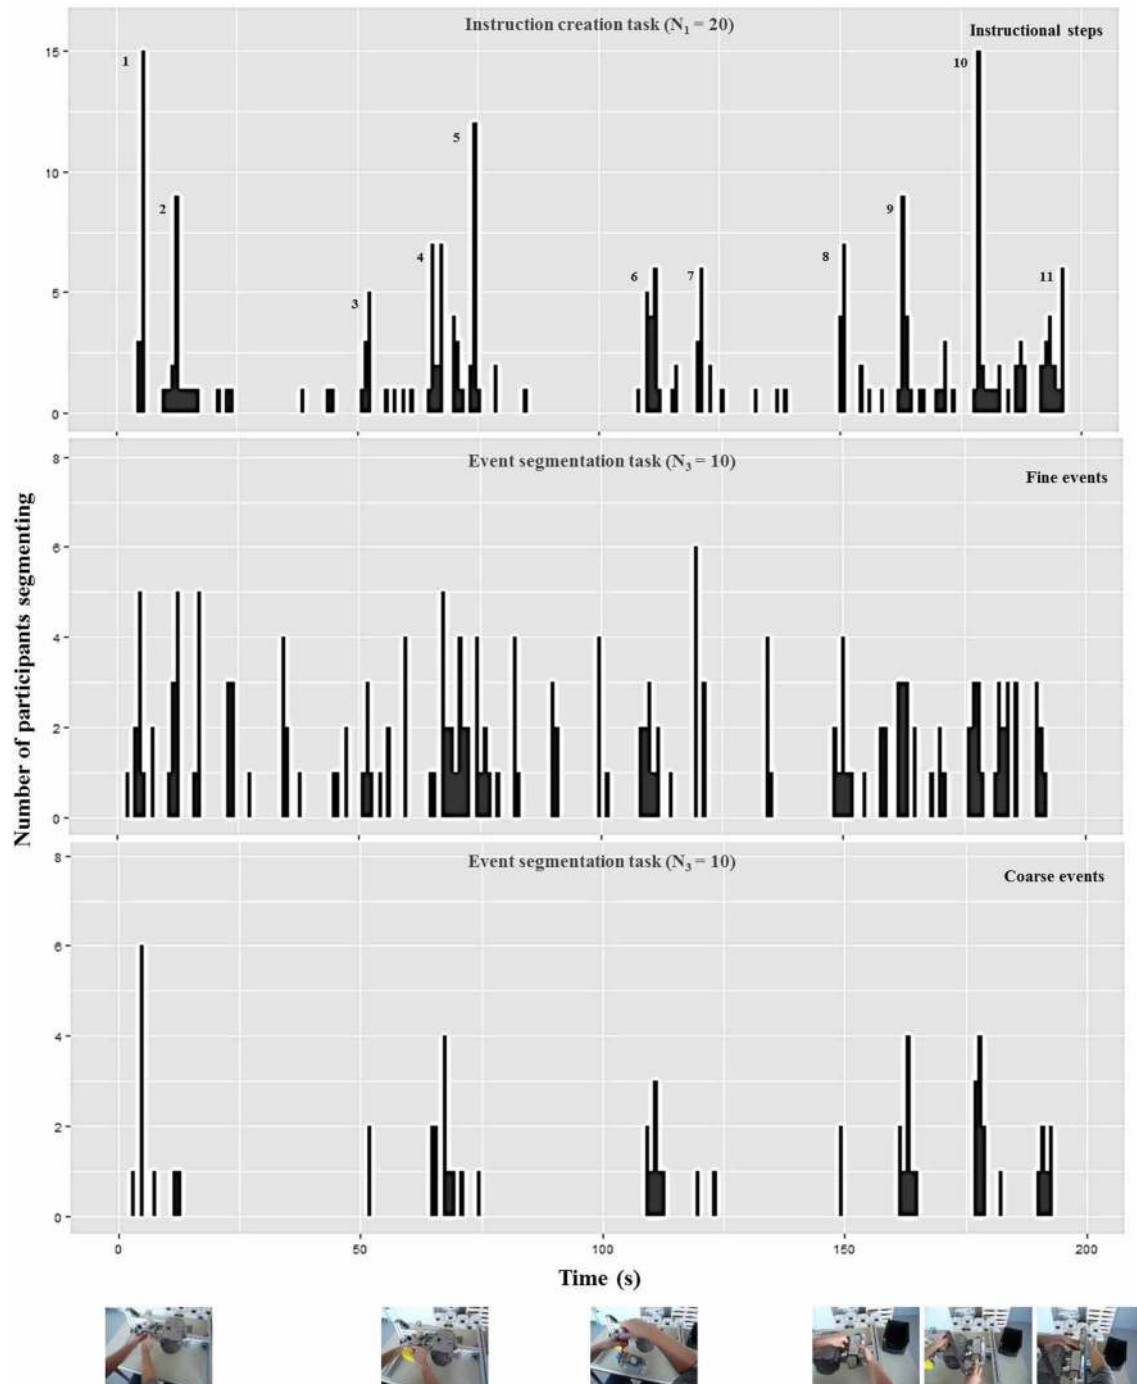 Instruction creation task (N₁ = 20)
Instructional steps
15
10
5
0
1
2
3
4
5
6
7
8
9
10
11
Number of participants segmenting
Event segmentation task (N₃ = 10)
Fine events
8
6
4
2
0
Event segmentation task (N₃ = 10)
Coarse events
8
6
4
2
0
0 50 100 150 200
Time (s)